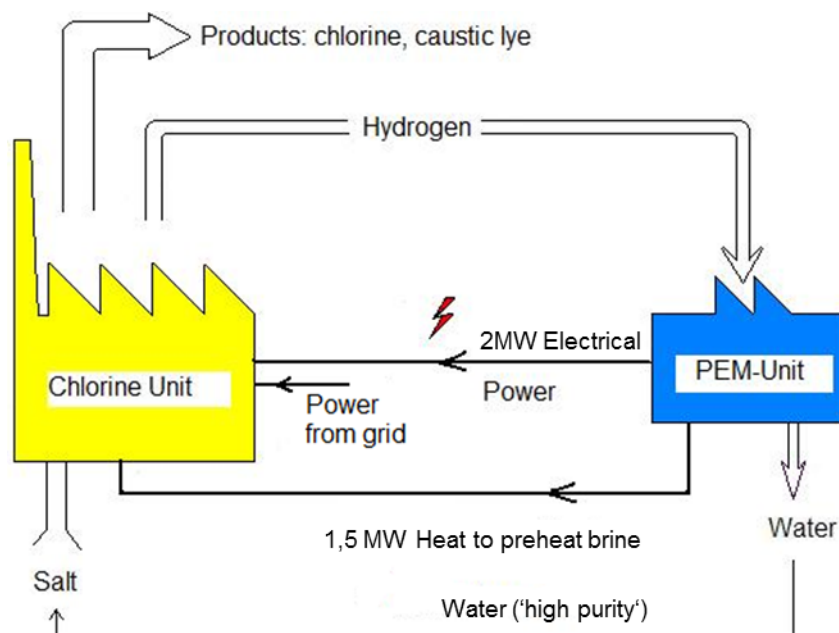 Products: chlorine, caustic lye
Hydrogen
2MW Electrical
Chlorine Unit
Power
from grid
Power
PEM-Unit
1,5 MW Heat to preheat brine
Water
Salt
Water (‘high purity‘)